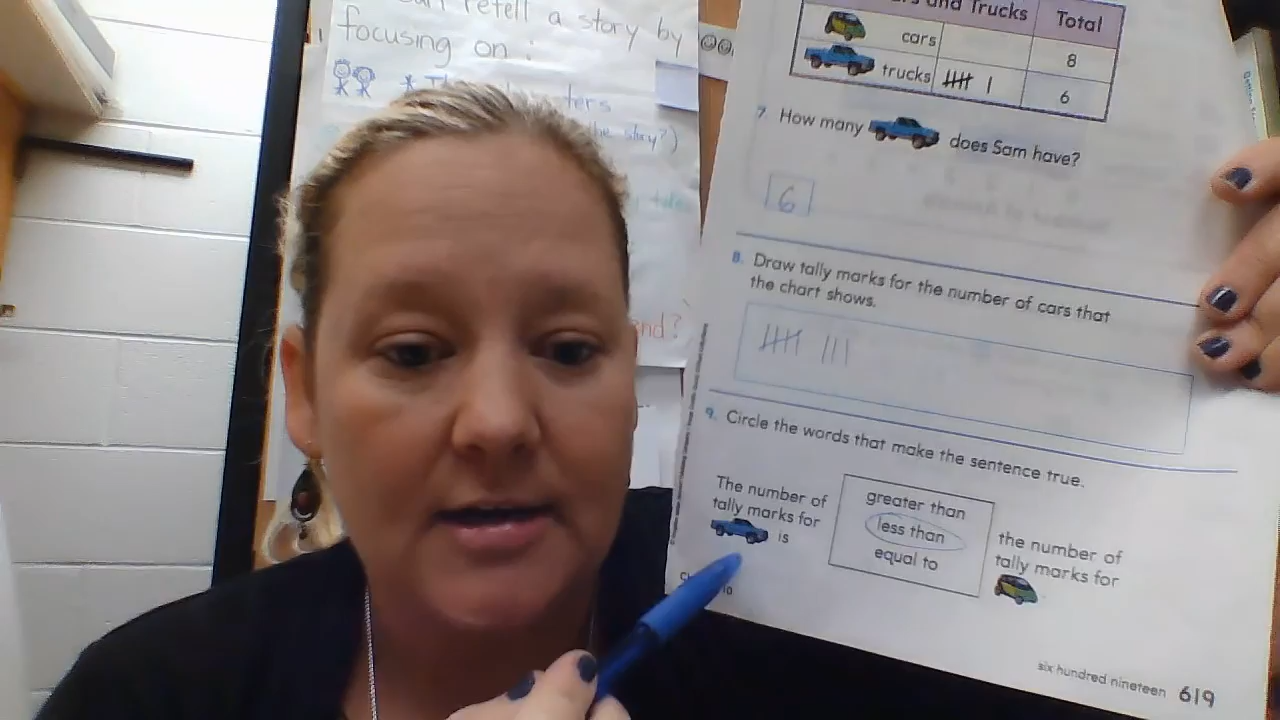 retell a story by
focusing on :
the story?)
and Trucks Total
cars 8
trucks 6
7. How many does Sam have?
6
8. Draw tally marks for the number of cars that
the chart shows.
9. Circle the words that make the sentence true.
The number of
tally marks for
is
greater than
less than
equal to
the number of
tally marks for
six hundred nineteen 619